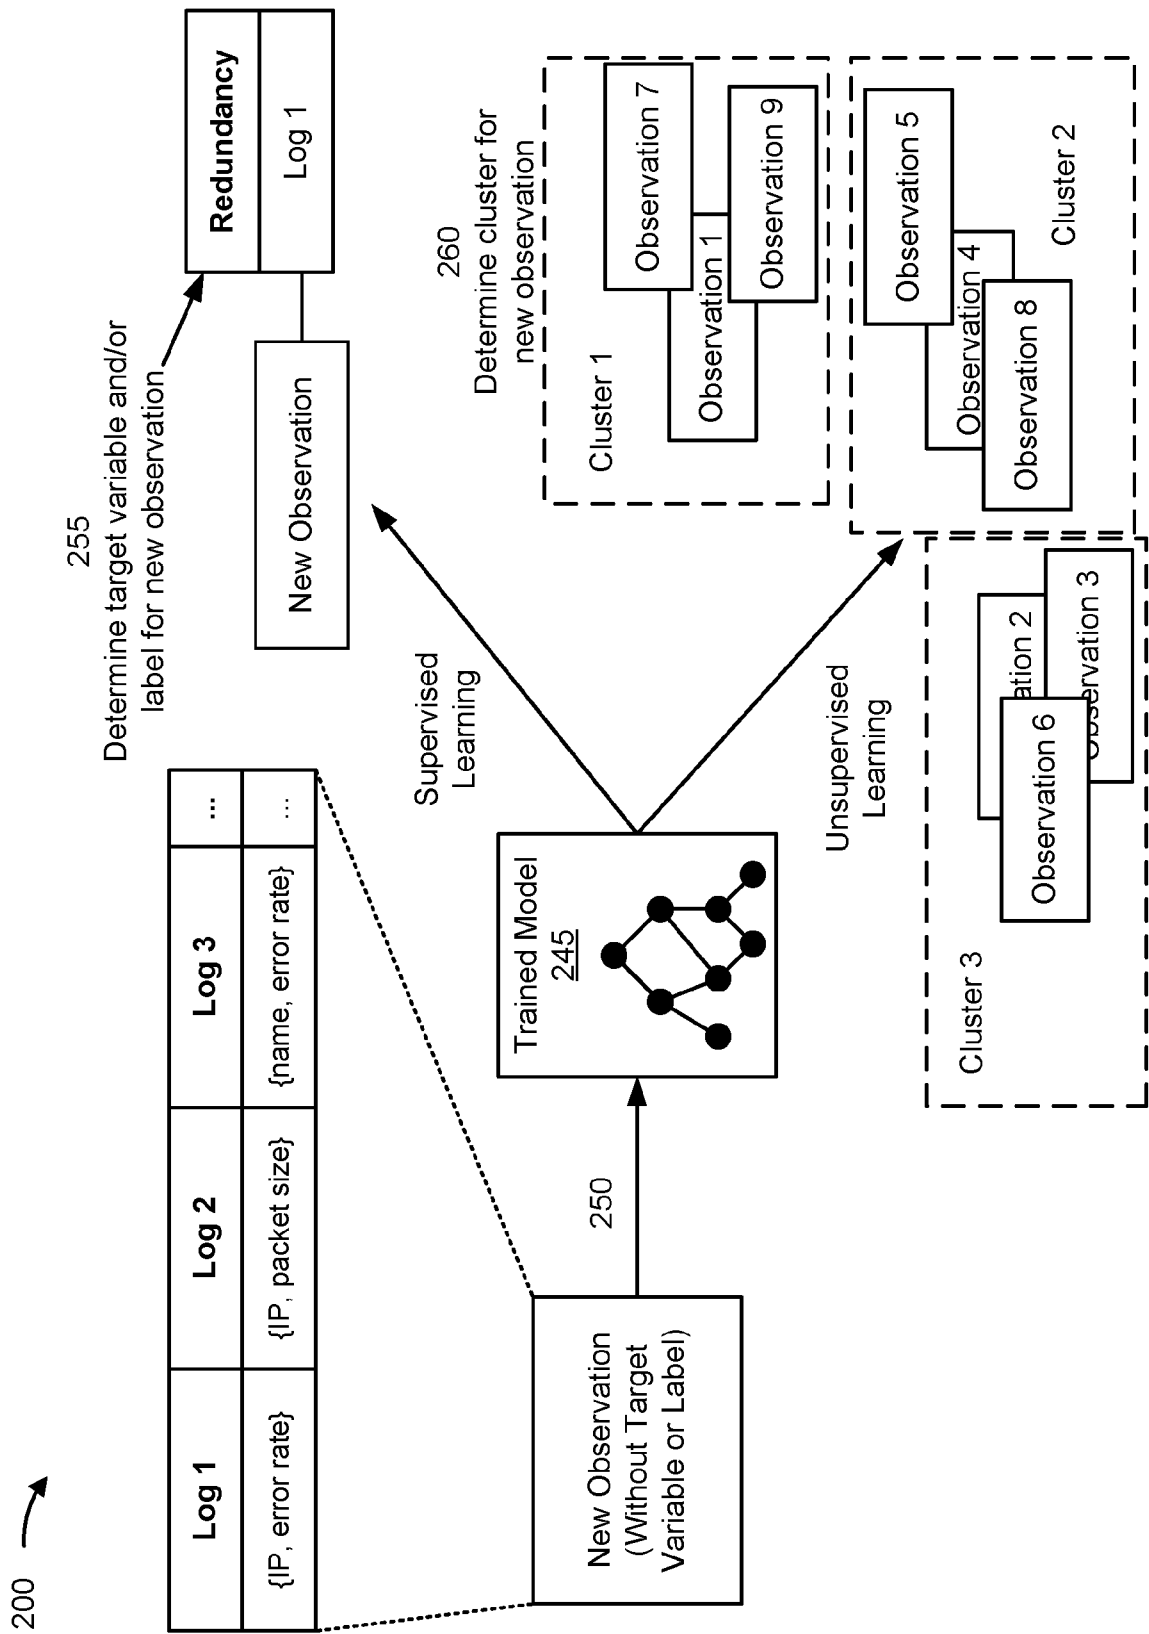 200
Log 1
Log 2
Log 3
...
{IP, error rate}
{IP, packet size}
{name, error rate}
...
New Observation
(Without Target
Variable or Label)
250
Trained Model
245
Supervised
Learning
Unsupervised
Learning
255
Determine target variable and/or
label for new observation
New Observation
Redundancy
Log 1
260
Determine cluster for
new observation
Cluster 1
Observation 7
Observation 1
Observation 9
Observation 5
Observation 4
Observation 8
Cluster 2
Cluster 3
ation 2
Observation 6
bservation 3